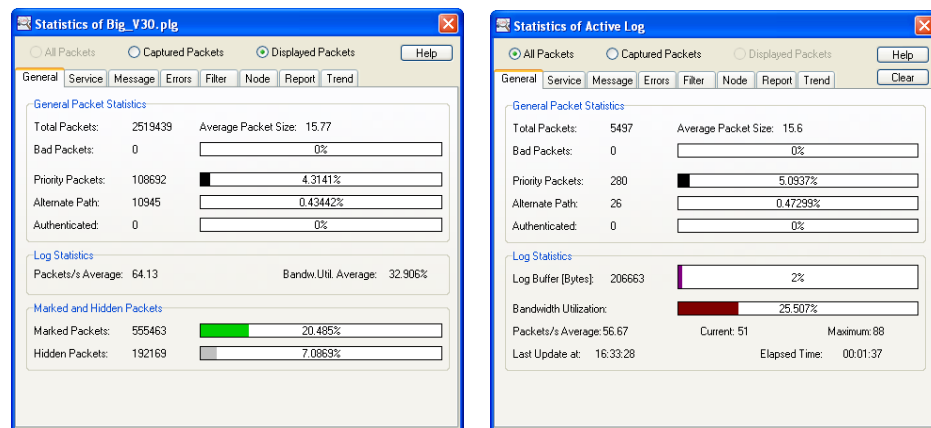 Statistics of Big_V30.plg
All Packets Captured Packets Displayed Packets Help
General Service Message Errors Filter Node Report Trend
General Packet Statistics
Total Packets: 2519439 Average Packet Size: 15.77
Bad Packets: 0 0%
Priority Packets: 108692 4.3141%
Alternate Path: 10945 0.43442%
Authenticated: 0 0%
Log Statistics
Packets/s Average: 64.13 Bandw.Util. Average: 32.906%
Marked and Hidden Packets
Marked Packets: 555463 20.485%
Hidden Packets: 192169 7.0869%
Statistics of Active Log
All Packets Captured Packets Displayed Packets Help
General Service Message Errors Filter Node Report Trend Clear
General Packet Statistics
Total Packets: 5497 Average Packet Size: 15.6
Bad Packets: 0 0%
Priority Packets: 280 5.0937%
Alternate Path: 26 0.47299%
Authenticated: 0 0%
Log Statistics
Log Buffer [Bytes]: 206663 2%
Bandwidth Utilization: 25.507%
Packets/s Average: 56.67 Current: 51 Maximum: 88
Last Update at: 16:33:28 Elapsed Time: 00:01:37